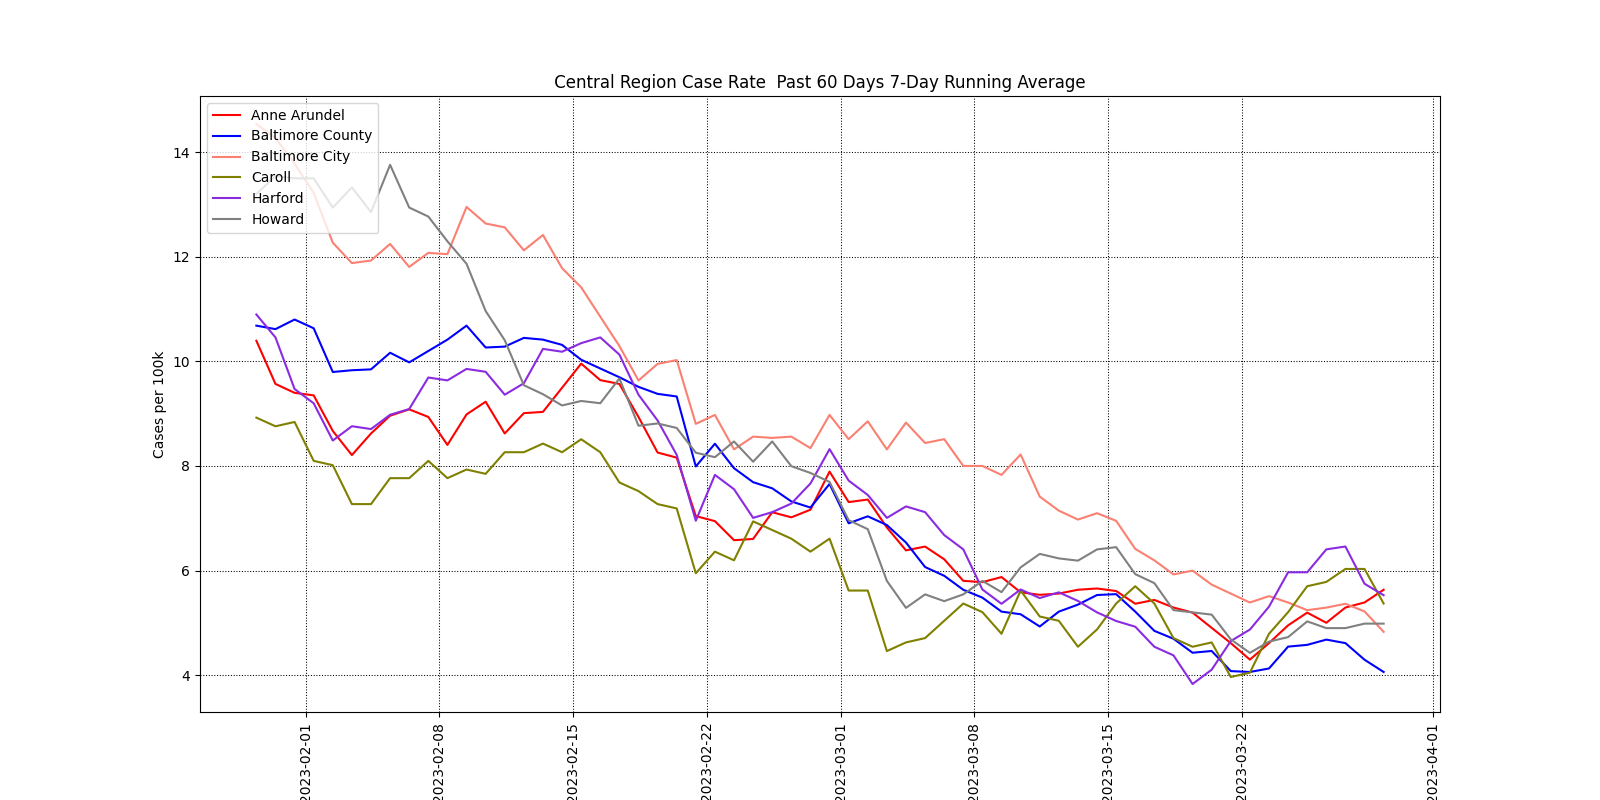 Central Region Case Rate  Past 60 Days 7-Day Running Average
Anne Arundel
Baltimore County
Baltimore City
Caroll
Harford
Howard
Cases per 100k
14
12
10
8
6
4
2023-02-01
2023-02-08
2023-02-15
2023-02-22
2023-03-01
2023-03-08
2023-03-15
2023-03-22
2023-04-01